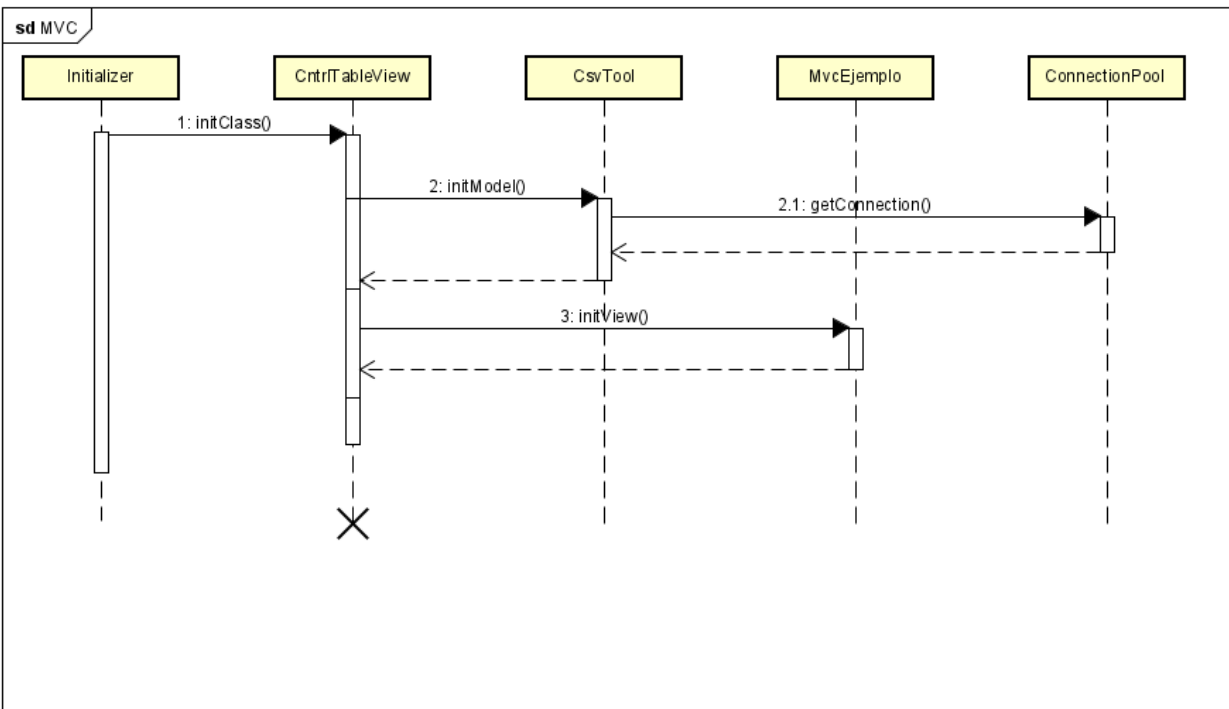 sd MVC
Initializer
CntrlTableView
CsvTool
MvcEjemplo
ConnectionPool
1: initClass()
2: initModel()
2.1: getConnection()
3: initView()